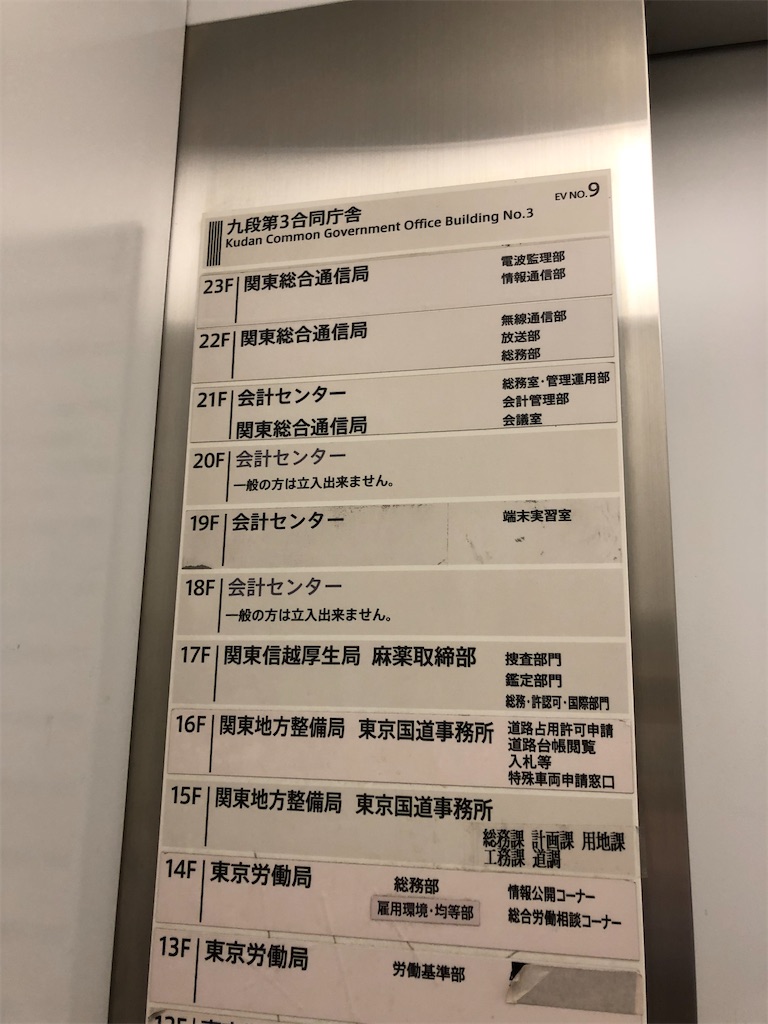 九段第3合同庁舎
Kudan Common Government Office Building No.3
EV NO.9
23F 関東総合通信局 電波監理部
情報通信部
22F 関東総合通信局 無線通信部
放送部
総務部
21F 会計センター 総務室・管理運用部
会計管理部
関東総合通信局 会議室
20F 会計センター
一般の方は立入出来ません。
19F 会計センター 端末実習室
18F 会計センター
一般の方は立入出来ません。
17F 関東信越厚生局 麻薬取締部 捜査部門
鑑定部門
総務・許認可・国際部門
16F 関東地方整備局 東京国道事務所 道路占用許可申請
道路台帳閲覧
入札等
特殊車両申請窓口
15F 関東地方整備局 東京国道事務所
総務課 計画課 用地課
工務課 道調
14F 東京労働局 総務部 情報公開コーナー
雇用環境・均等部 総合労働相談コーナー
13F 東京労働局 労働基準部